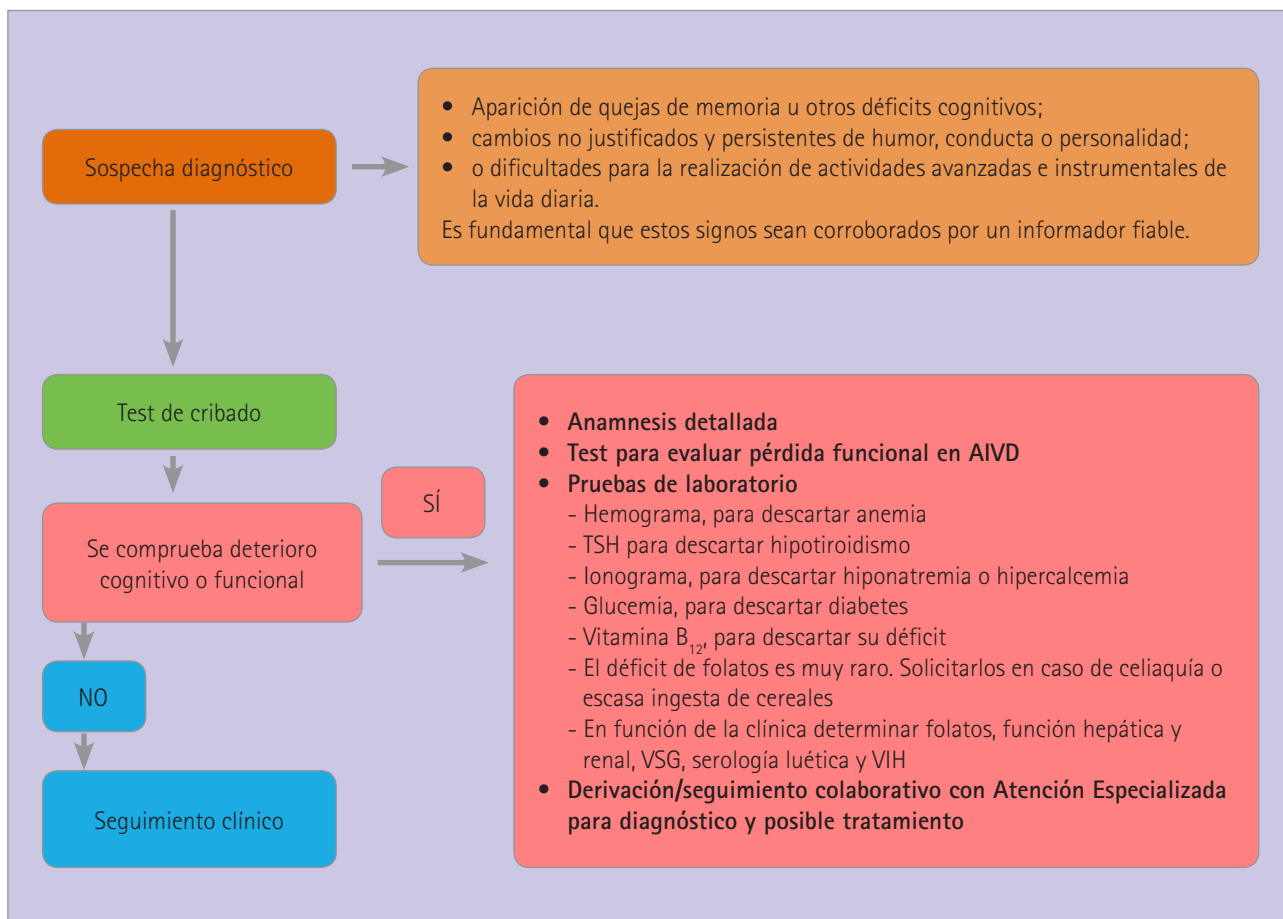 Sospecha diagnóstico
• Aparición de quejas de memoria u otros déficits cognitivos;
• cambios no justificados y persistentes de humor, conducta o personalidad;
• o dificultades para la realización de actividades avanzadas e instrumentales de
la vida diaria.
Es fundamental que estos signos sean corroborados por un informador fiable.
Test de cribado
Se comprueba deterioro
cognitivo o funcional
SÍ
• Anamnesis detallada
• Test para evaluar pérdida funcional en AIVD
• Pruebas de laboratorio
- Hemograma, para descartar anemia
- TSH para descartar hipotiroidismo
- Ionograma, para descartar hiponatremia o hipercalcemia
- Glucemia, para descartar diabetes
- Vitamina B12, para descartar su déficit
- El déficit de folatos es muy raro. Solicitarlos en caso de celiaquía o
escasa ingesta de cereales
- En función de la clínica determinar folatos, función hepática y
renal, VSG, serología luética y VIH
• Derivación/seguimiento colaborativo con Atención Especializada
para diagnóstico y posible tratamiento
NO
Seguimiento clínico